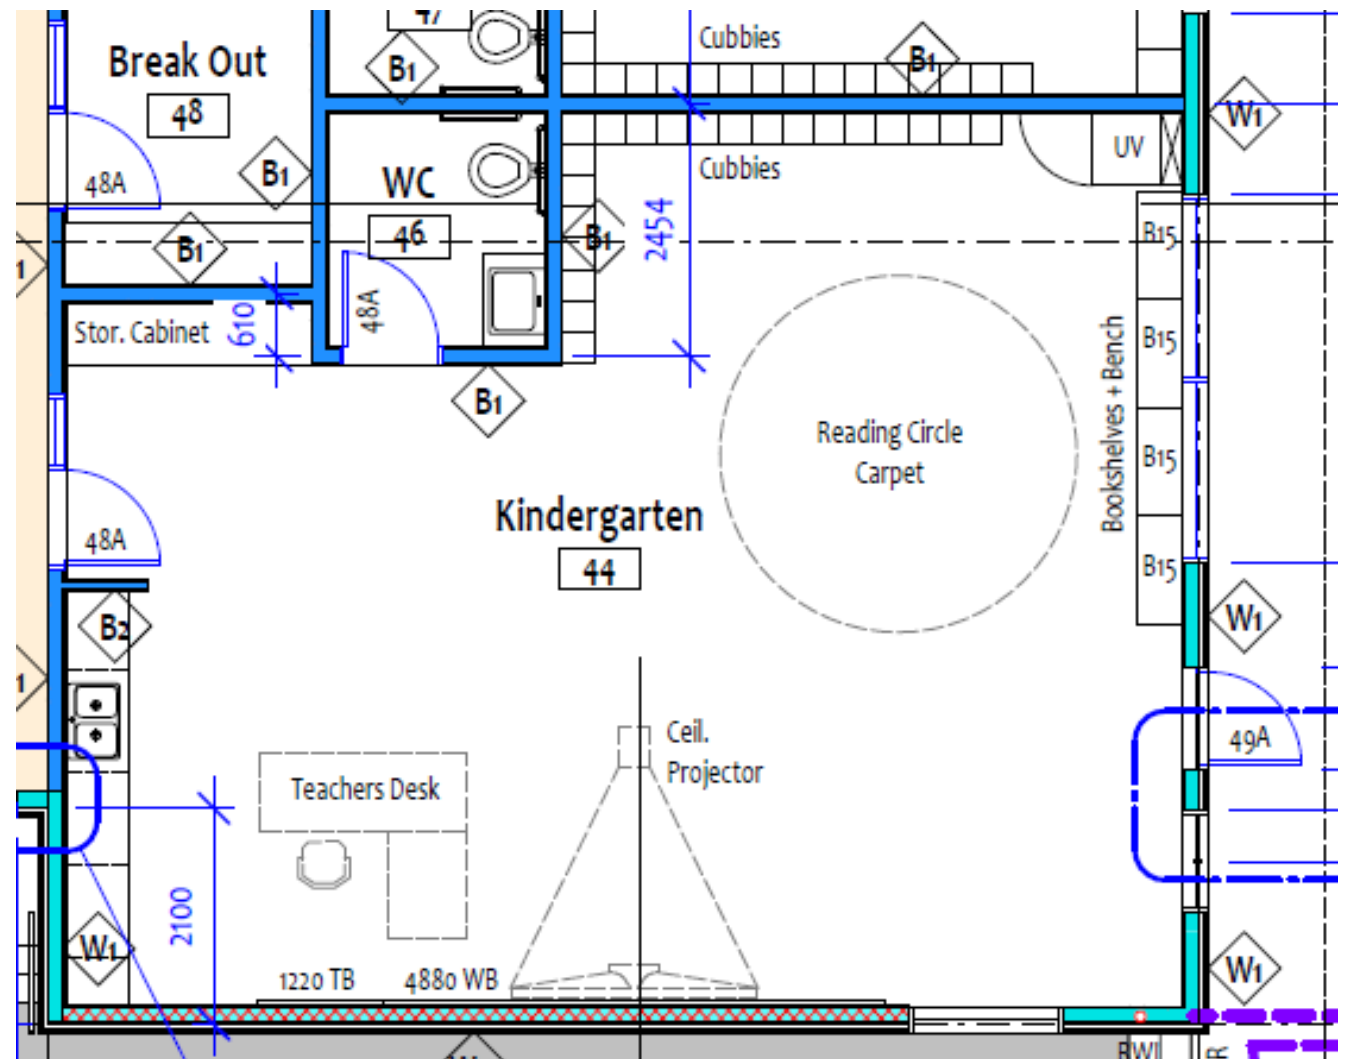 47
Cubbies
Break Out
B1
B1
48
W1
Cubbies
UV
48A
B1
WC
46
B1
B1
2454
B15
1
610
48A
Stor. Cabinet
B15
Bookshelves + Bench
B1
Reading Circle
Carpet
B15
Kindergarten
44
48A
B15
B2
W1
1
Ceil.
Projector
49A
Teachers Desk
2100
W1
1220 TB
4880 WB
W1
RWL
R